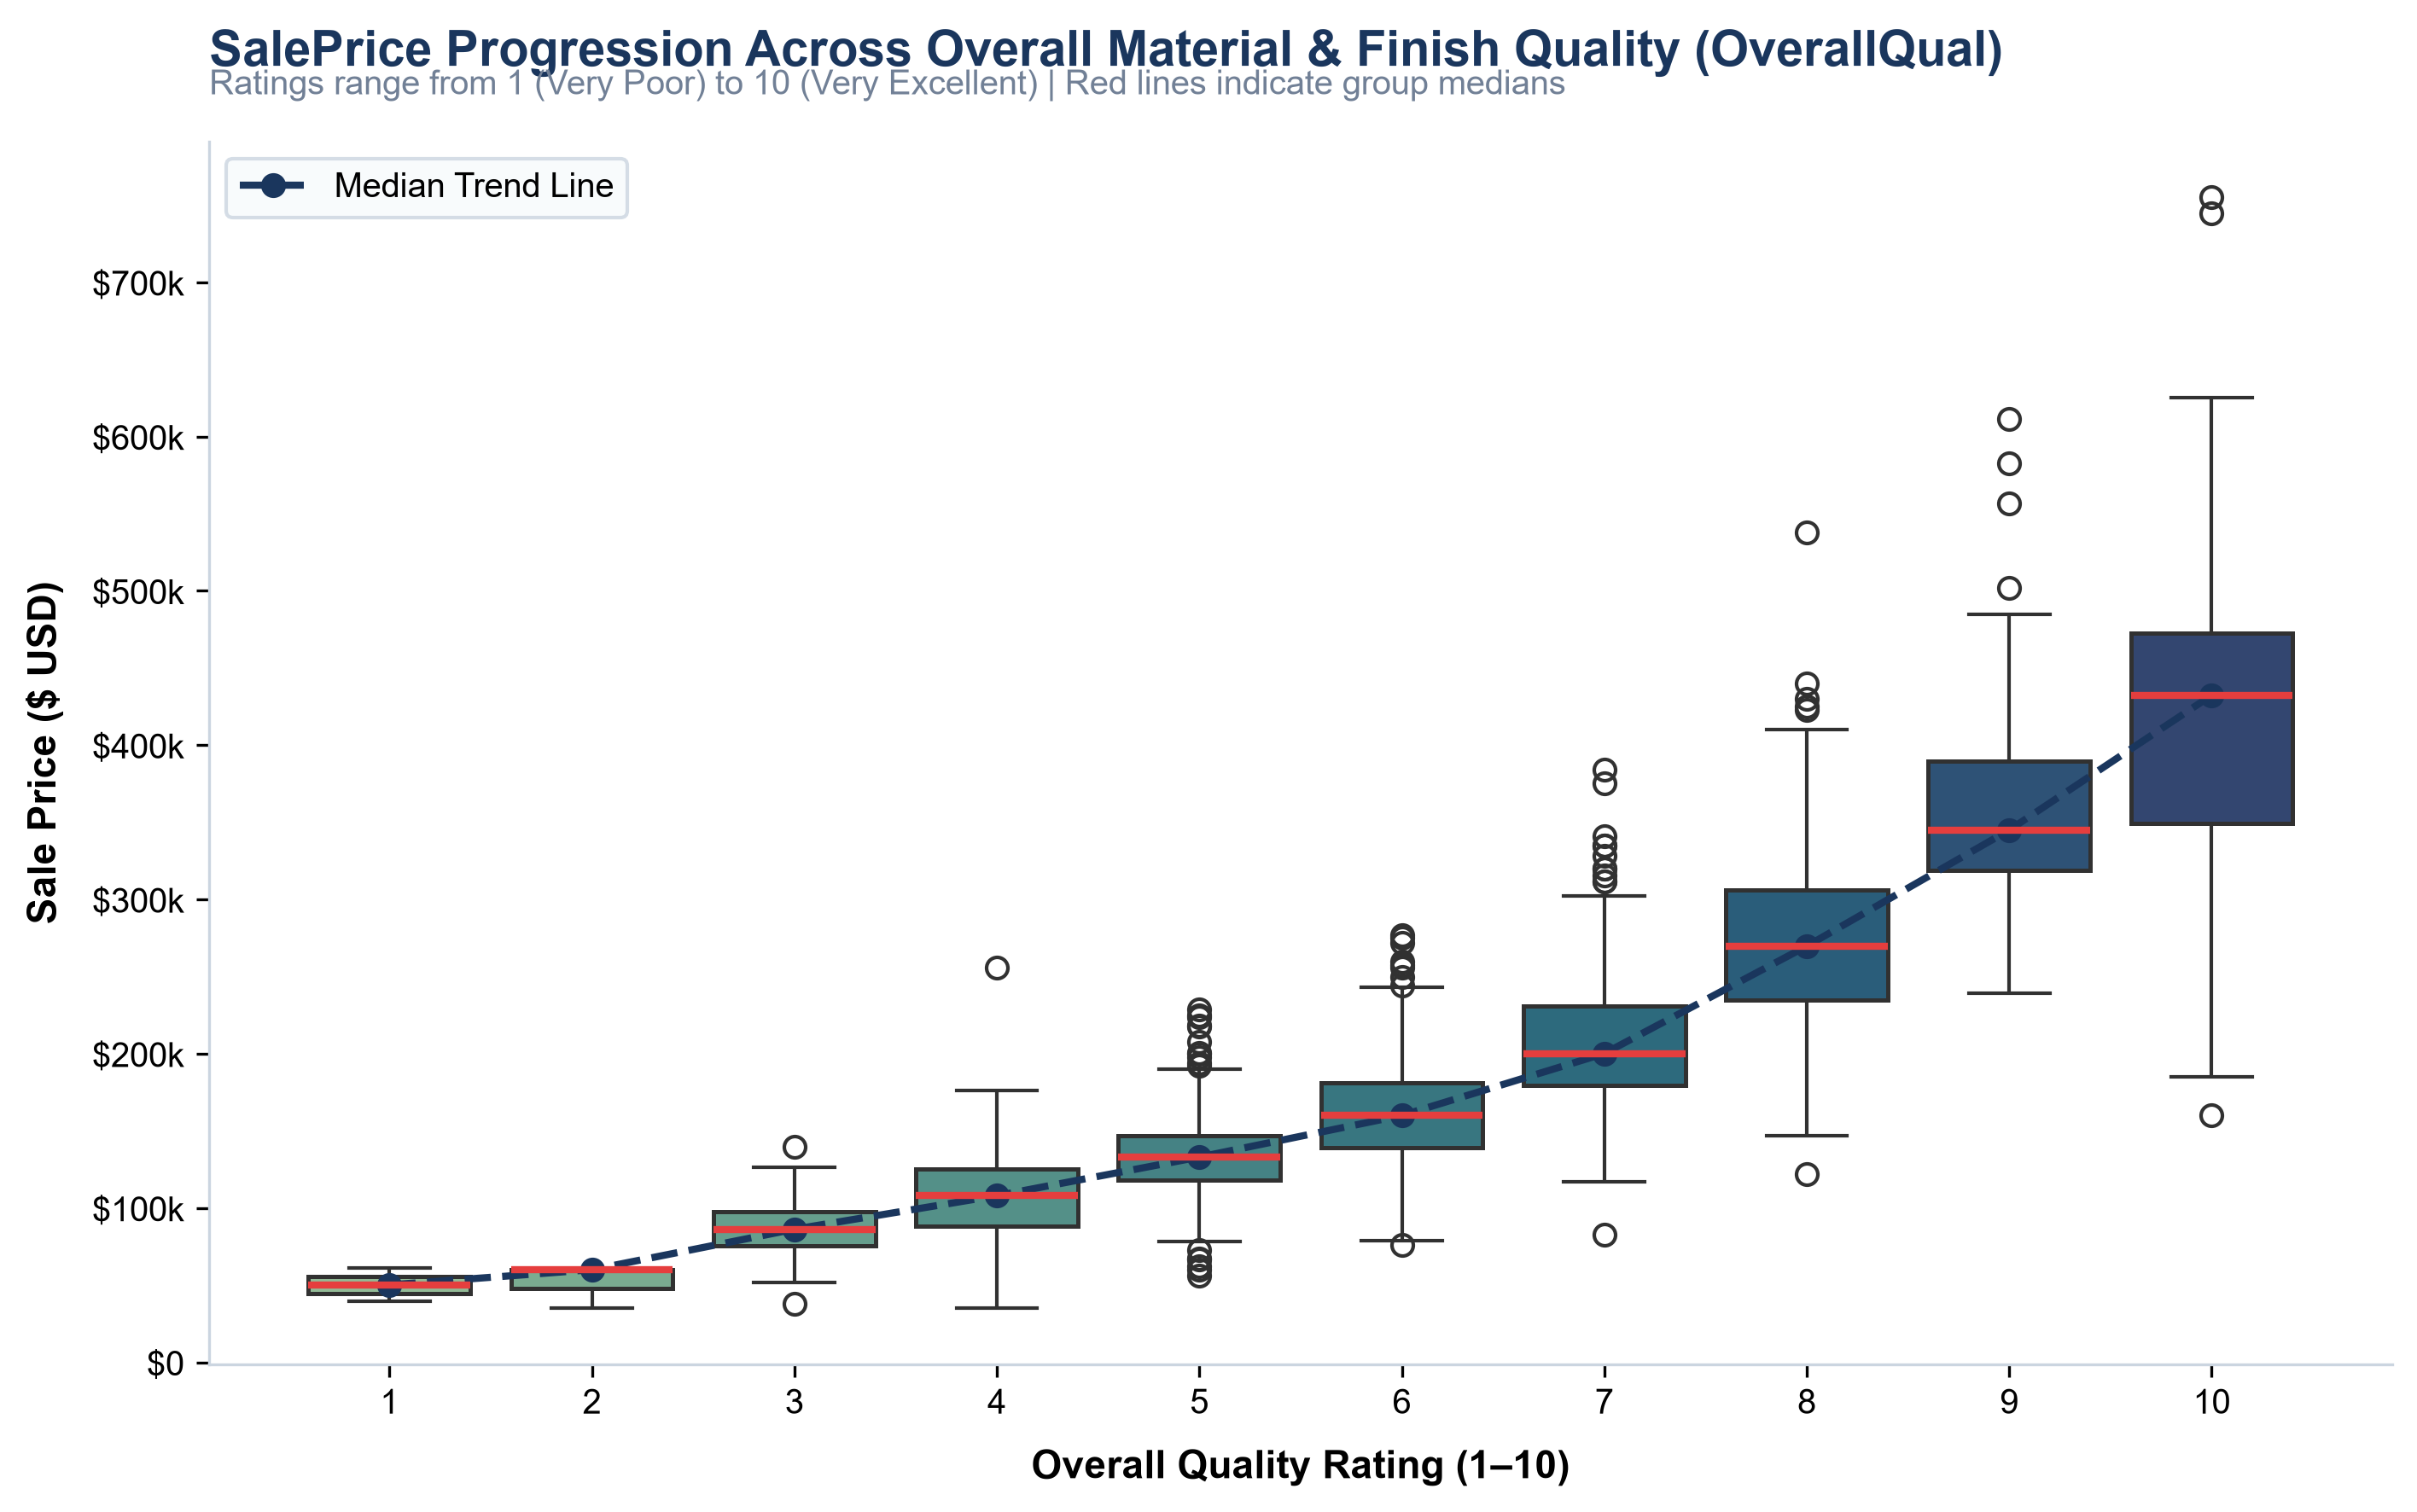 SalePrice Progression Across Overall Material & Finish Quality (OverallQual)
Ratings range from 1 (Very Poor) to 10 (Very Excellent) | Red lines indicate group medians
Median Trend Line
$700k
$600k
$500k
$400k
$300k
$200k
$100k
$0
Sale Price ($ USD)
1 2 3 4 5 6 7 8 9 10
Overall Quality Rating (1–10)